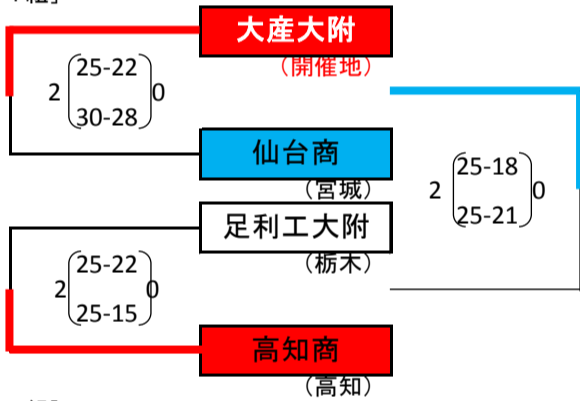 大産大附
(開催地)
2 25-22 0
30-28
仙台商
(宮城)
2 25-18 0
25-21
足利工大附
(栃木)
2 25-22 0
25-15
高知商
(高知)